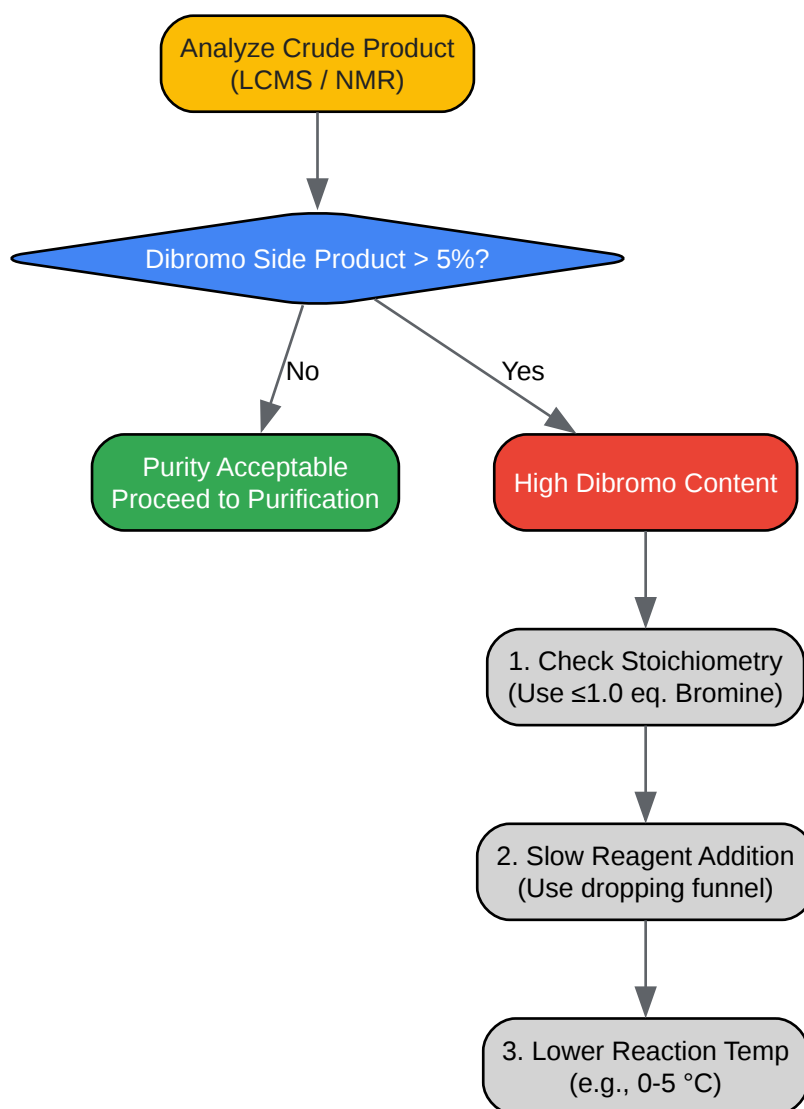 Analyze Crude Product
(LCMS / NMR)
Dibromo Side Product > 5%?
No
Yes
Purity Acceptable
Proceed to Purification
High Dibromo Content
1. Check Stoichiometry
(Use ≤1.0 eq. Bromine)
2. Slow Reagent Addition
(Use dropping funnel)
3. Lower Reaction Temp
(e.g., 0-5 °C)